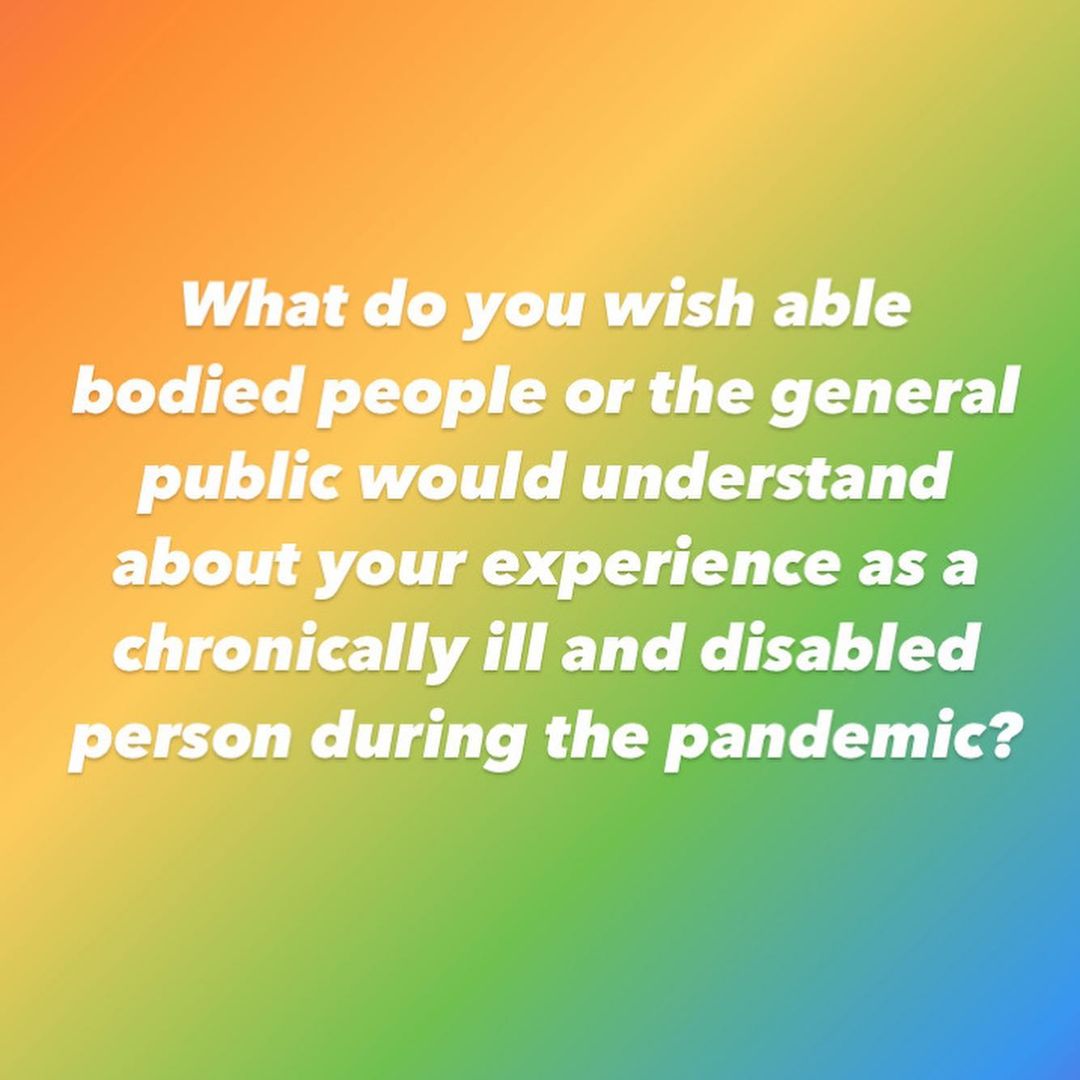 What do you wish able
bodied people or the general
public would understand
about your experience as a
chronically ill and disabled
person during the pandemic?